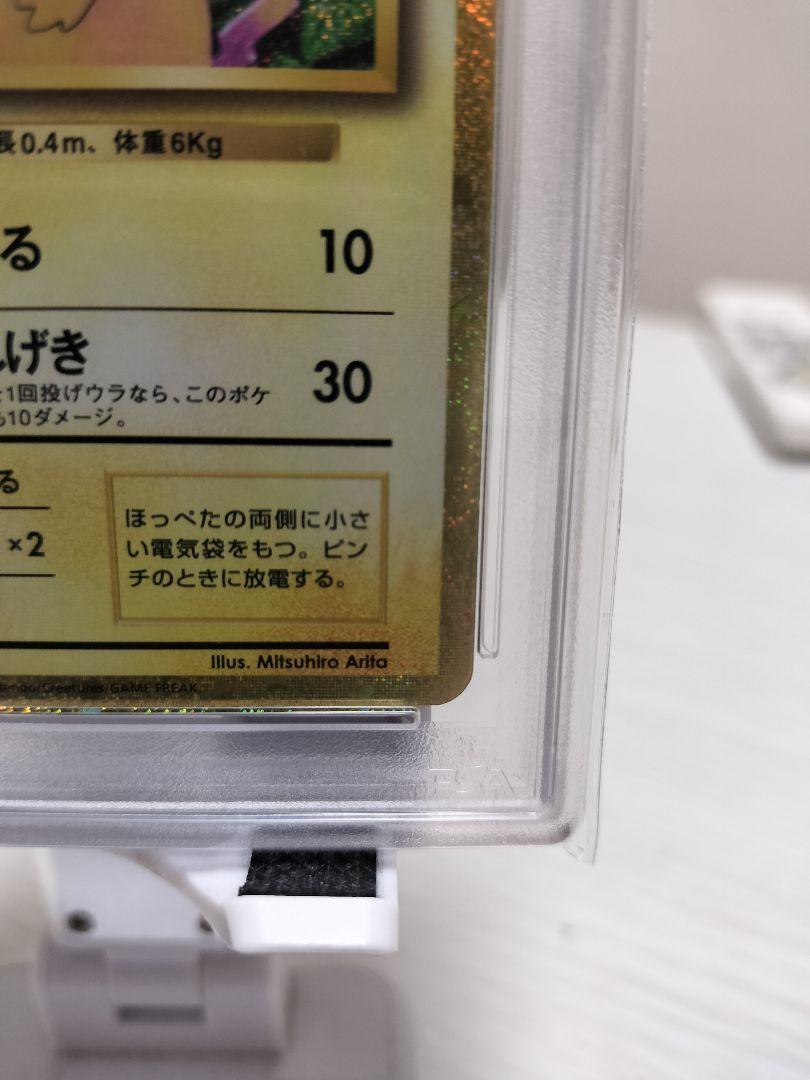 長0.4m、体重6Kg
る 10
げき 30
1回投げウラなら、このポケ
も10ダメージ。
る
×2
ほっぺたの両側に小さ
い電気袋をもつ。ピン
チのときに放電する。
Illus. Mitsuhiro Arita
/Creatures/GAME FREAK.
PSA